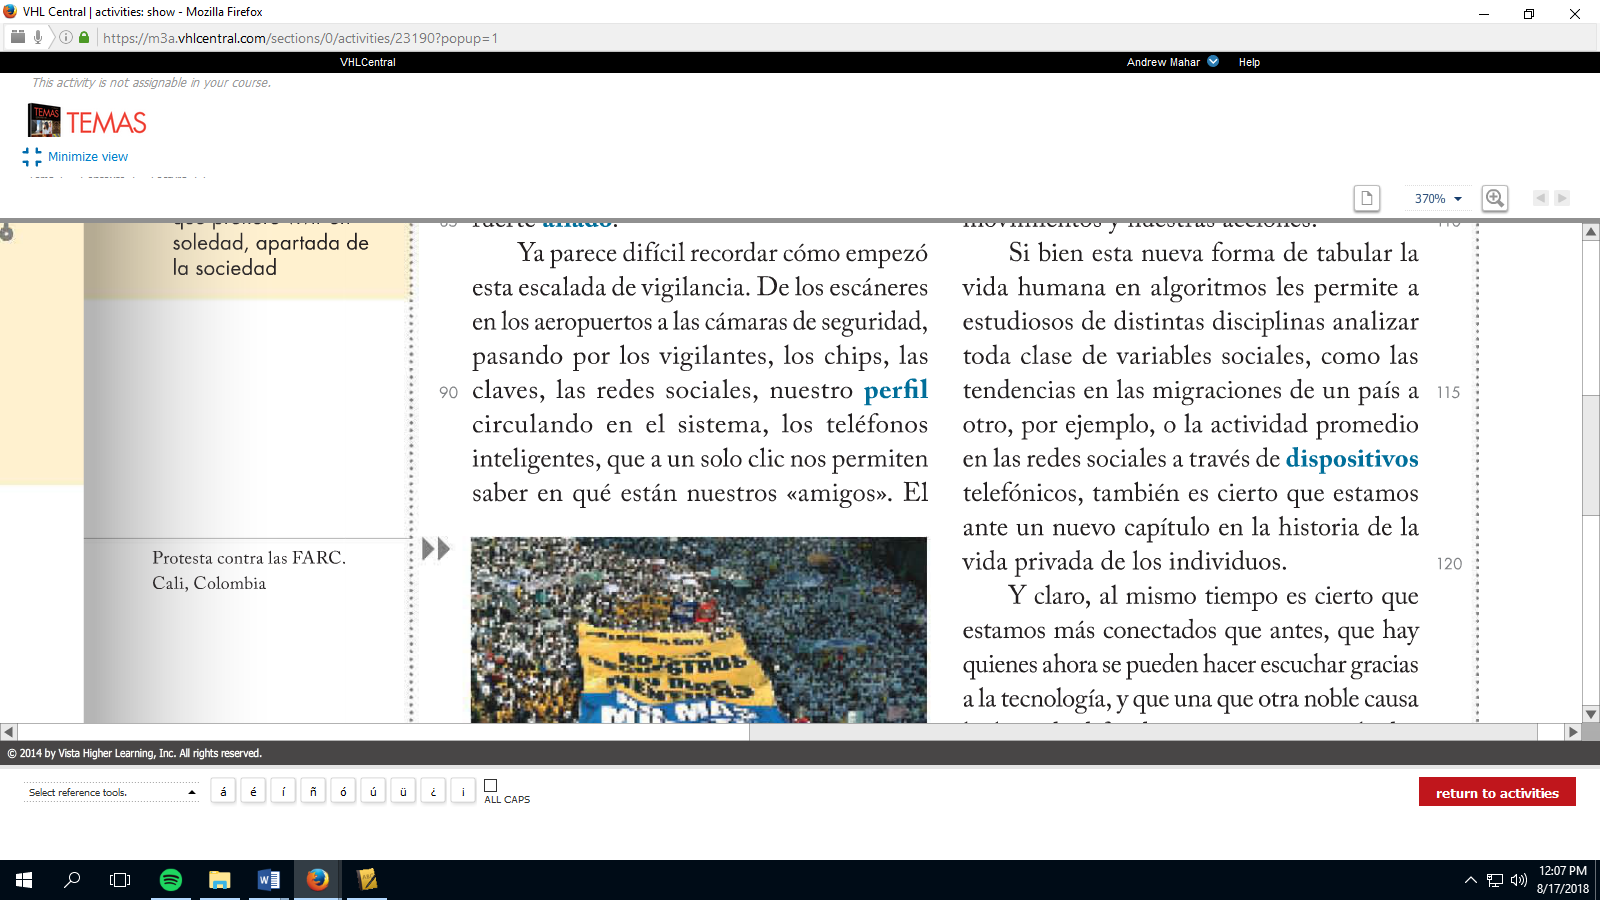 VHL Central | activities: show - Mozilla Firefox
https://m3a.vhlcentral.com/sections/0/activities/23190?popup=1
VHLCentral
Andrew Mahar
Help
This activity is not assignable in your course.
TEMAS
TEMAS
Minimize view
370%
soledad, apartada de
la sociedad
Protesta contra las FARC.
Cali, Colombia
85
fuerte aliado.
Ya parece difícil recordar cómo empezó
esta escalada de vigilancia. De los escáneres
en los aeropuertos a las cámaras de seguridad,
pasando por los vigilantes, los chips, las
90 claves, las redes sociales, nuestro perfil
circulando en el sistema, los teléfonos
inteligentes, que a un solo clic nos permiten
saber en qué están nuestros «amigos». El
movimientos y nuestras acciones.
110
Si bien esta nueva forma de tabular la
vida humana en algoritmos les permite a
estudiosos de distintas disciplinas analizar
toda clase de variables sociales, como las
tendencias en las migraciones de un país a 115
otro, por ejemplo, o la actividad promedio
en las redes sociales a través de dispositivos
telefónicos, también es cierto que estamos
ante un nuevo capítulo en la historia de la
vida privada de los individuos. 120
Y claro, al mismo tiempo es cierto que
estamos más conectados que antes, que hay
quienes ahora se pueden hacer escuchar gracias
a la tecnología, y que una que otra noble causa
© 2014 by Vista Higher Learning, Inc. All rights reserved.
Select reference tools.
á é í ñ ó ú ü ¿ ¡
ALL CAPS
return to activities
12:07 PM
8/17/2018